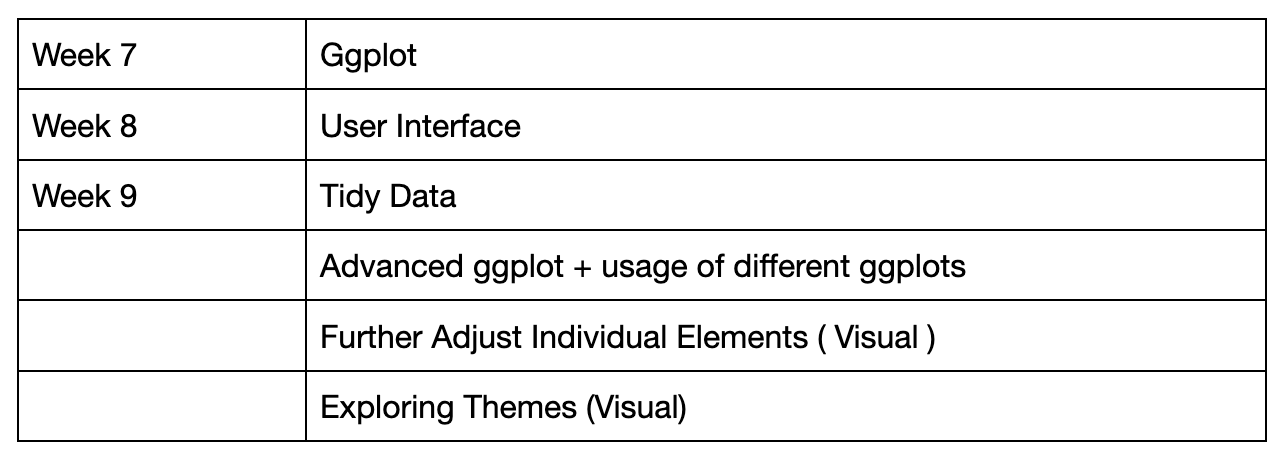 Week 7 Ggplot
Week 8 User Interface
Week 9 Tidy Data
Advanced ggplot + usage of different ggplots
Further Adjust Individual Elements ( Visual )
Exploring Themes (Visual)